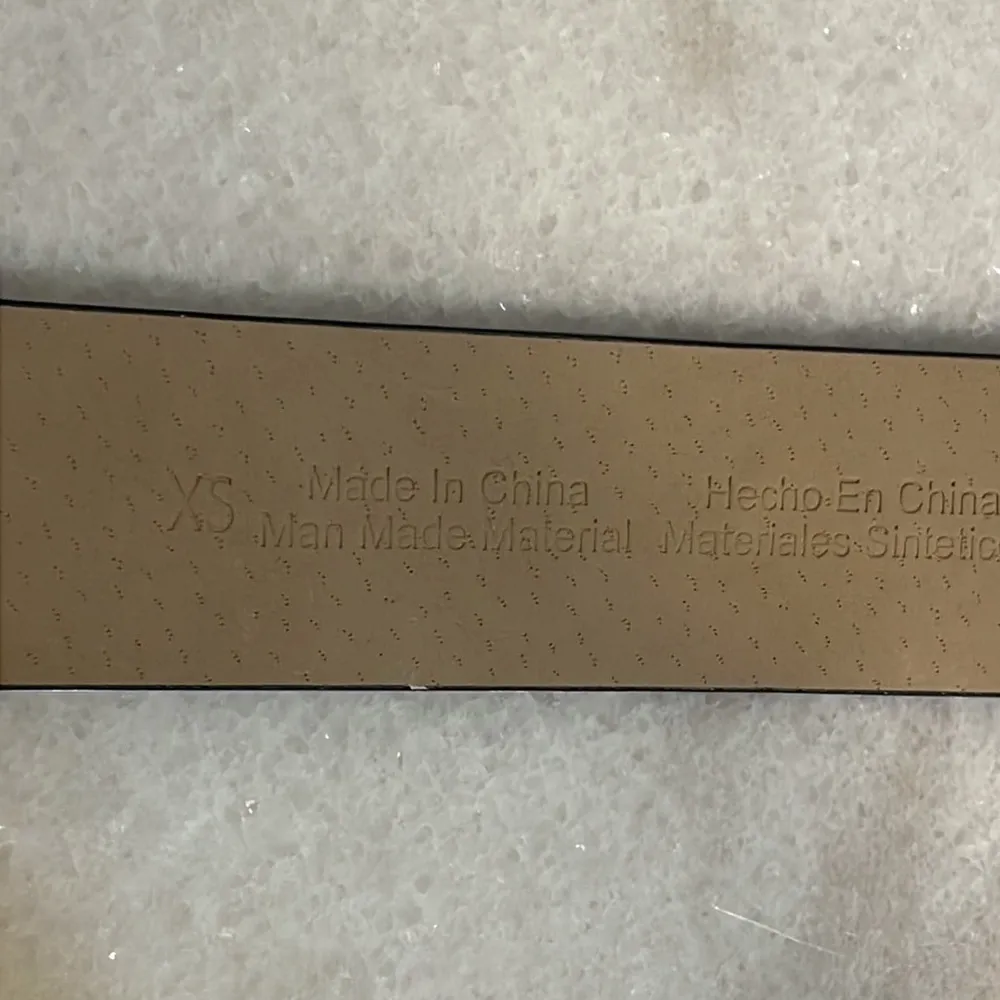 XS
Made In China
Man Made Material
Hecho En China
Materiales Sintetic